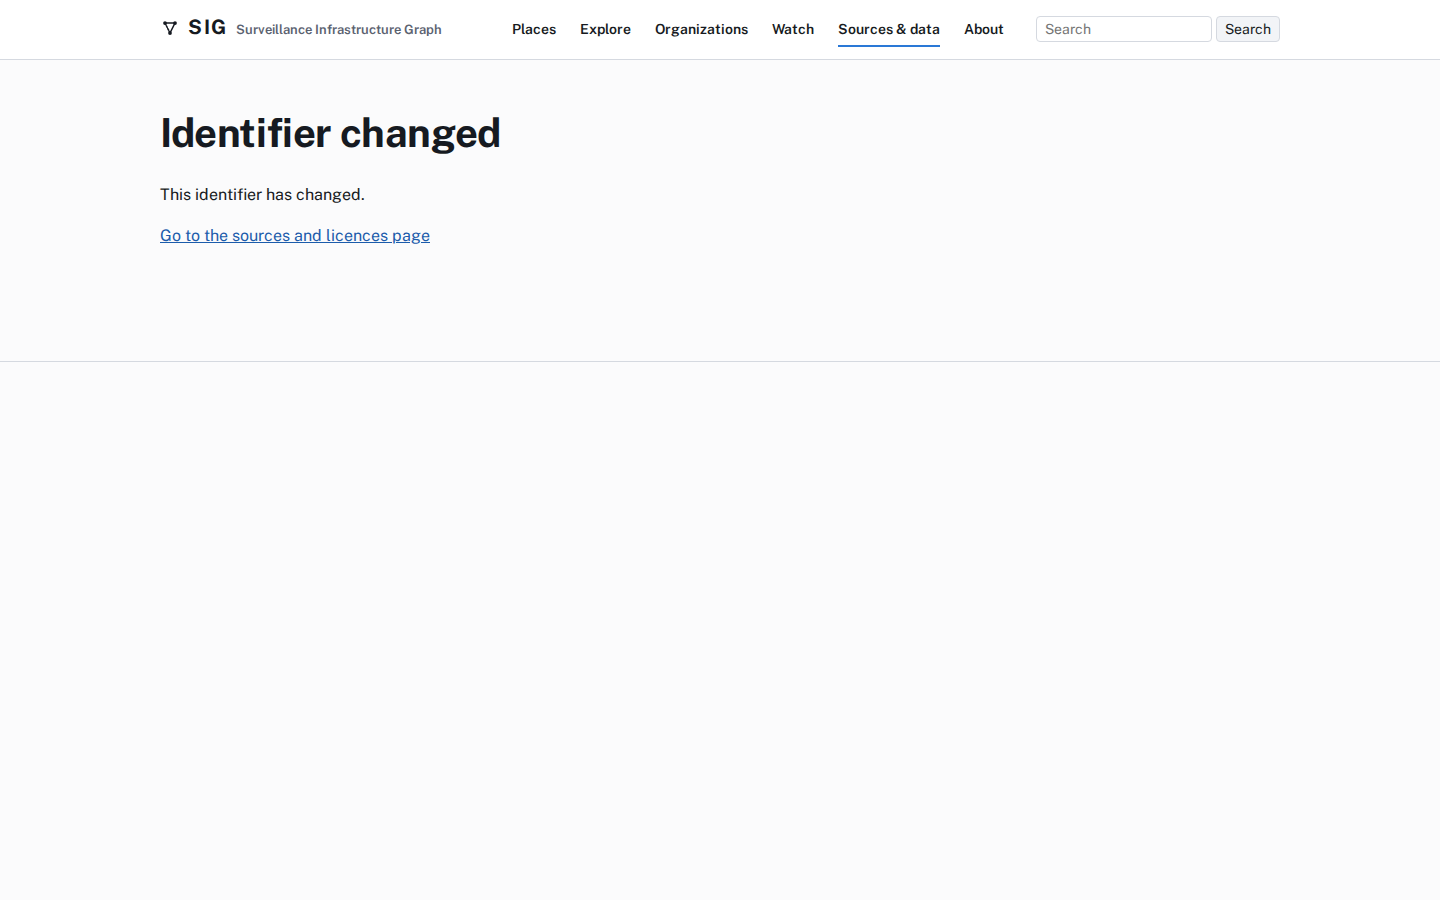 SIG Surveillance Infrastructure Graph Places Explore Organizations Watch Sources & data About Search Search
Identifier changed
This identifier has changed.
Go to the sources and licences page